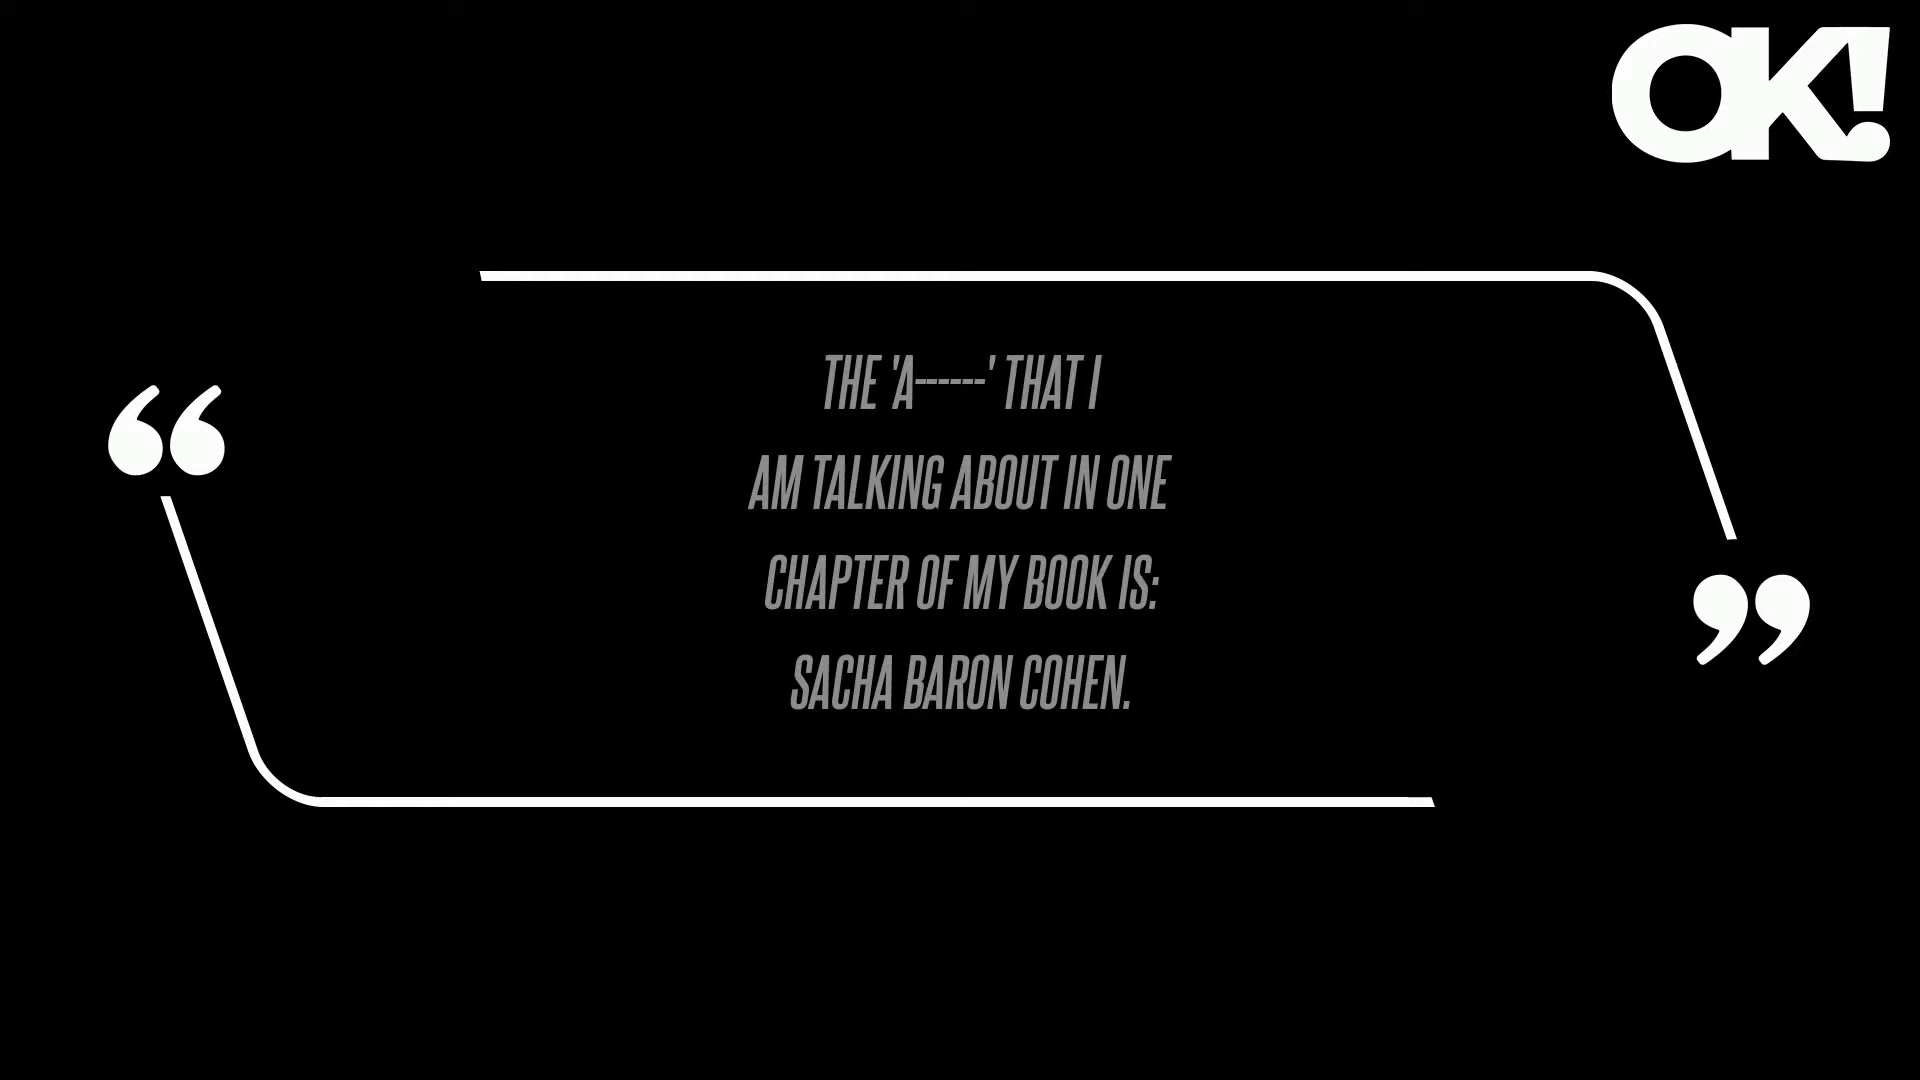 OK!
“
THE 'A------' THAT I
AM TALKING ABOUT IN ONE
CHAPTER OF MY BOOK IS:
SACHA BARON COHEN.
”